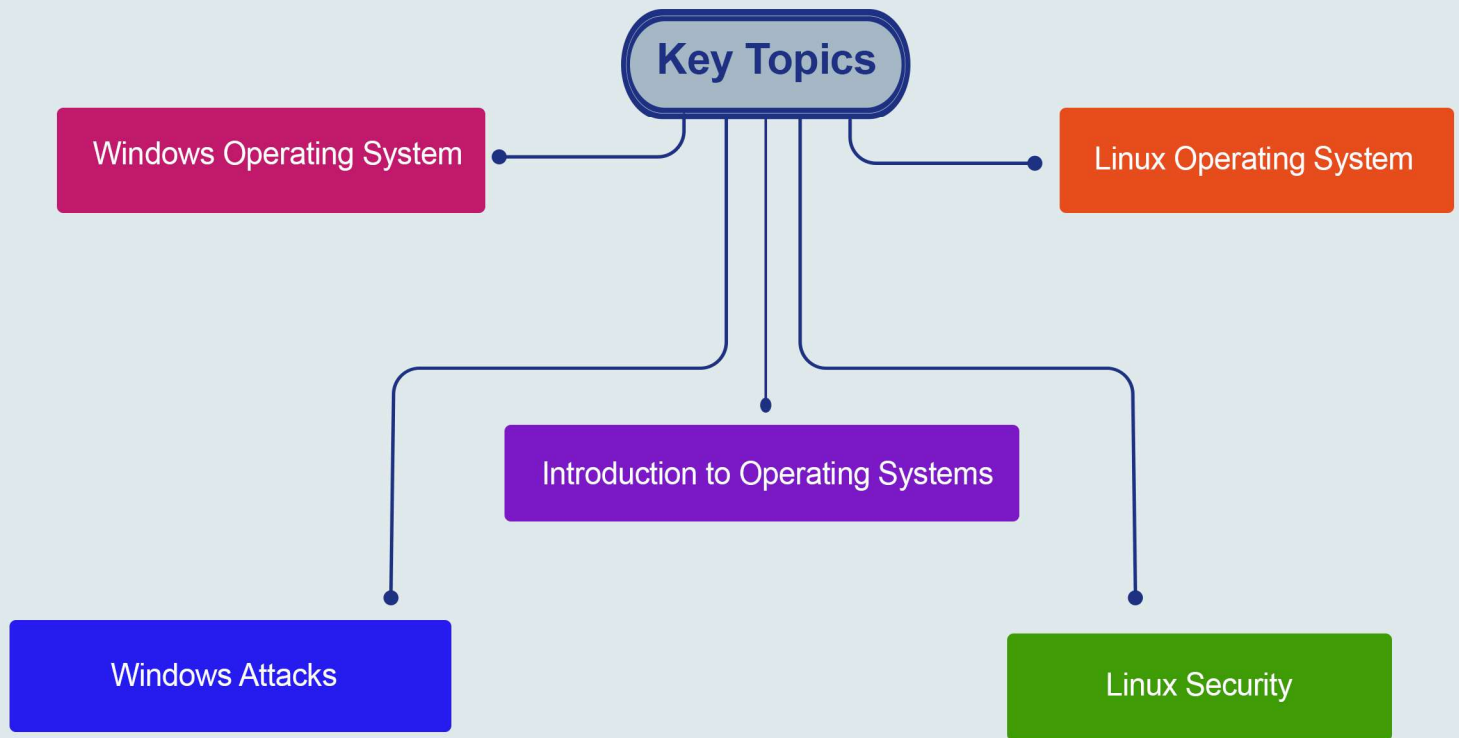 Key Topics
Windows Operating System
Linux Operating System
Introduction to Operating Systems
Windows Attacks
Linux Security